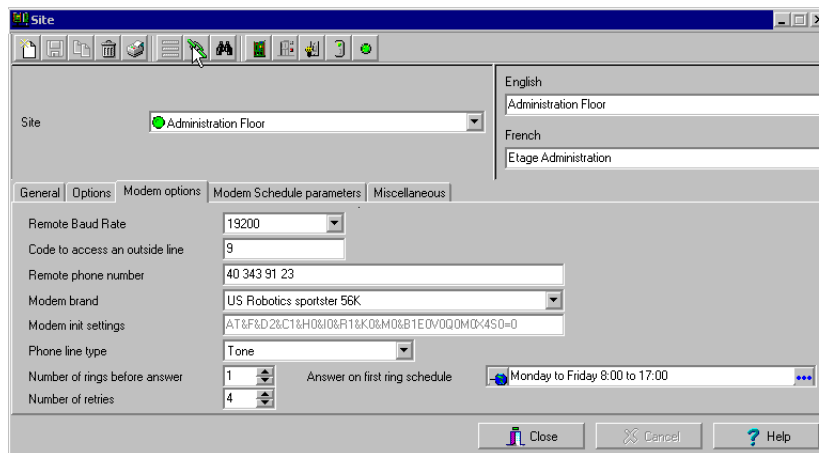 Site
English
Administration Floor
Site
Administration Floor
French
Etage Administration
General
Options
Modem options
Modem Schedule parameters
Miscellaneous
Remote Baud Rate
19200
Code to access an outside line
9
Remote phone number
40 343 91 23
Modem brand
US Robotics sportster 56K
Modem init settings
AT&F&D2&C1&H0&I0&R1&K0&M0&B1E0V0Q0M0X4S0=0
Phone line type
Tone
Number of rings before answer
1
Answer on first ring schedule
Monday to Friday 8:00 to 17:00
Number of retries
4
Close
Cancel
Help